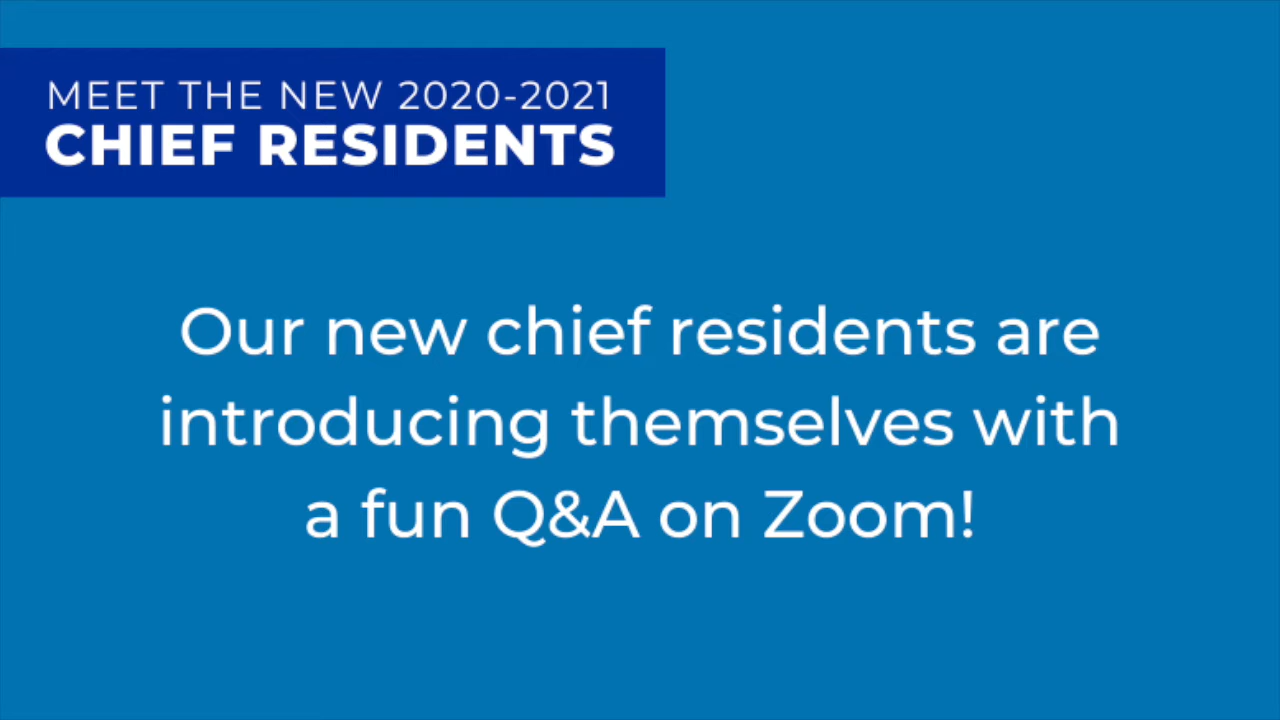 MEET THE NEW 2020-2021
CHIEF RESIDENTS
Our new chief residents are
introducing themselves with
a fun Q&A on Zoom!